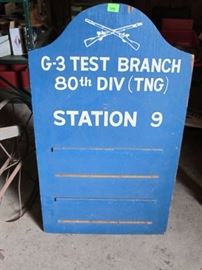 G-3 TEST BRANCH
80th DIV (TNG)
STATION 9